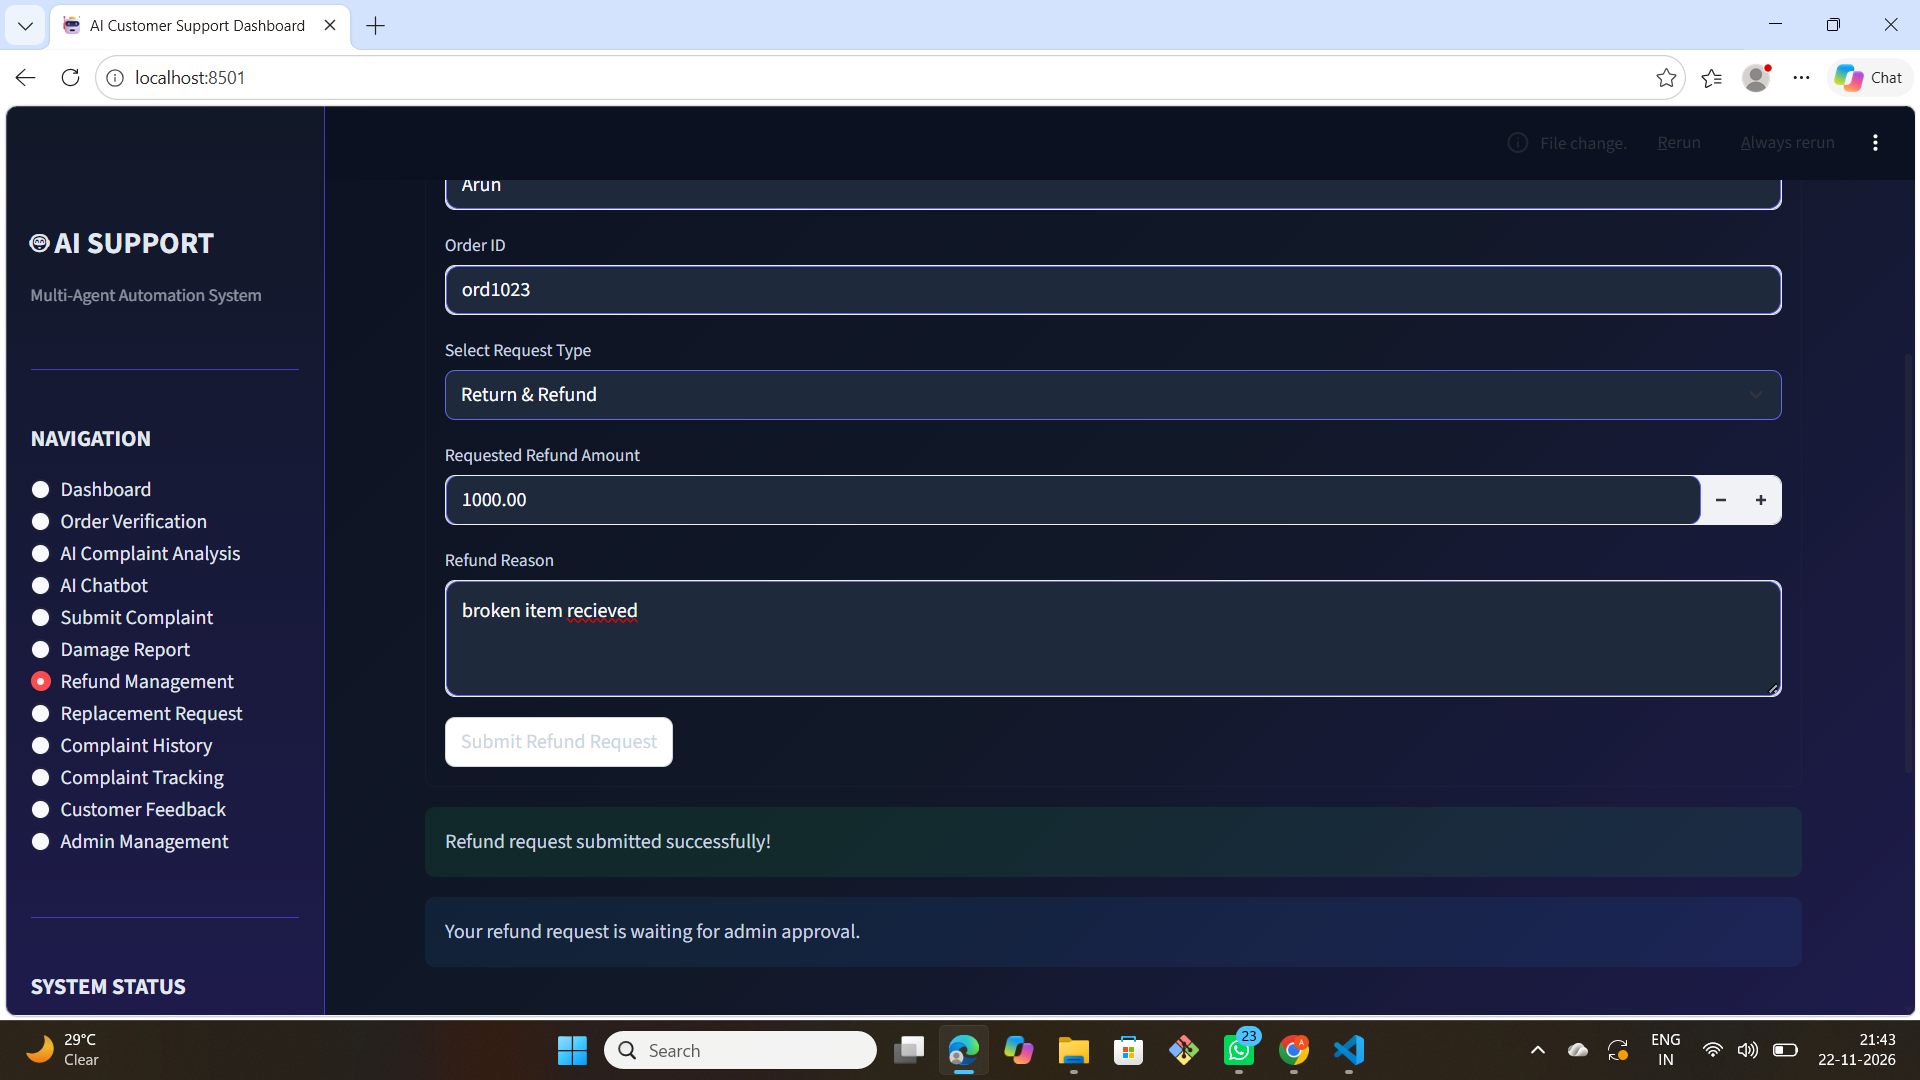 AI Customer Support Dashboard
localhost:8501
Chat
File change.
Rerun
Always rerun
AI SUPPORT
Multi-Agent Automation System
NAVIGATION
Dashboard
Order Verification
AI Complaint Analysis
AI Chatbot
Submit Complaint
Damage Report
Refund Management
Replacement Request
Complaint History
Complaint Tracking
Customer Feedback
Admin Management
SYSTEM STATUS
Arun
Order ID
ord1023
Select Request Type
Return & Refund
Requested Refund Amount
1000.00
Refund Reason
broken item recieved
Submit Refund Request
Refund request submitted successfully!
Your refund request is waiting for admin approval.
29°C
Clear
Search
23
A
ENG
IN
21:43
22-11-2026